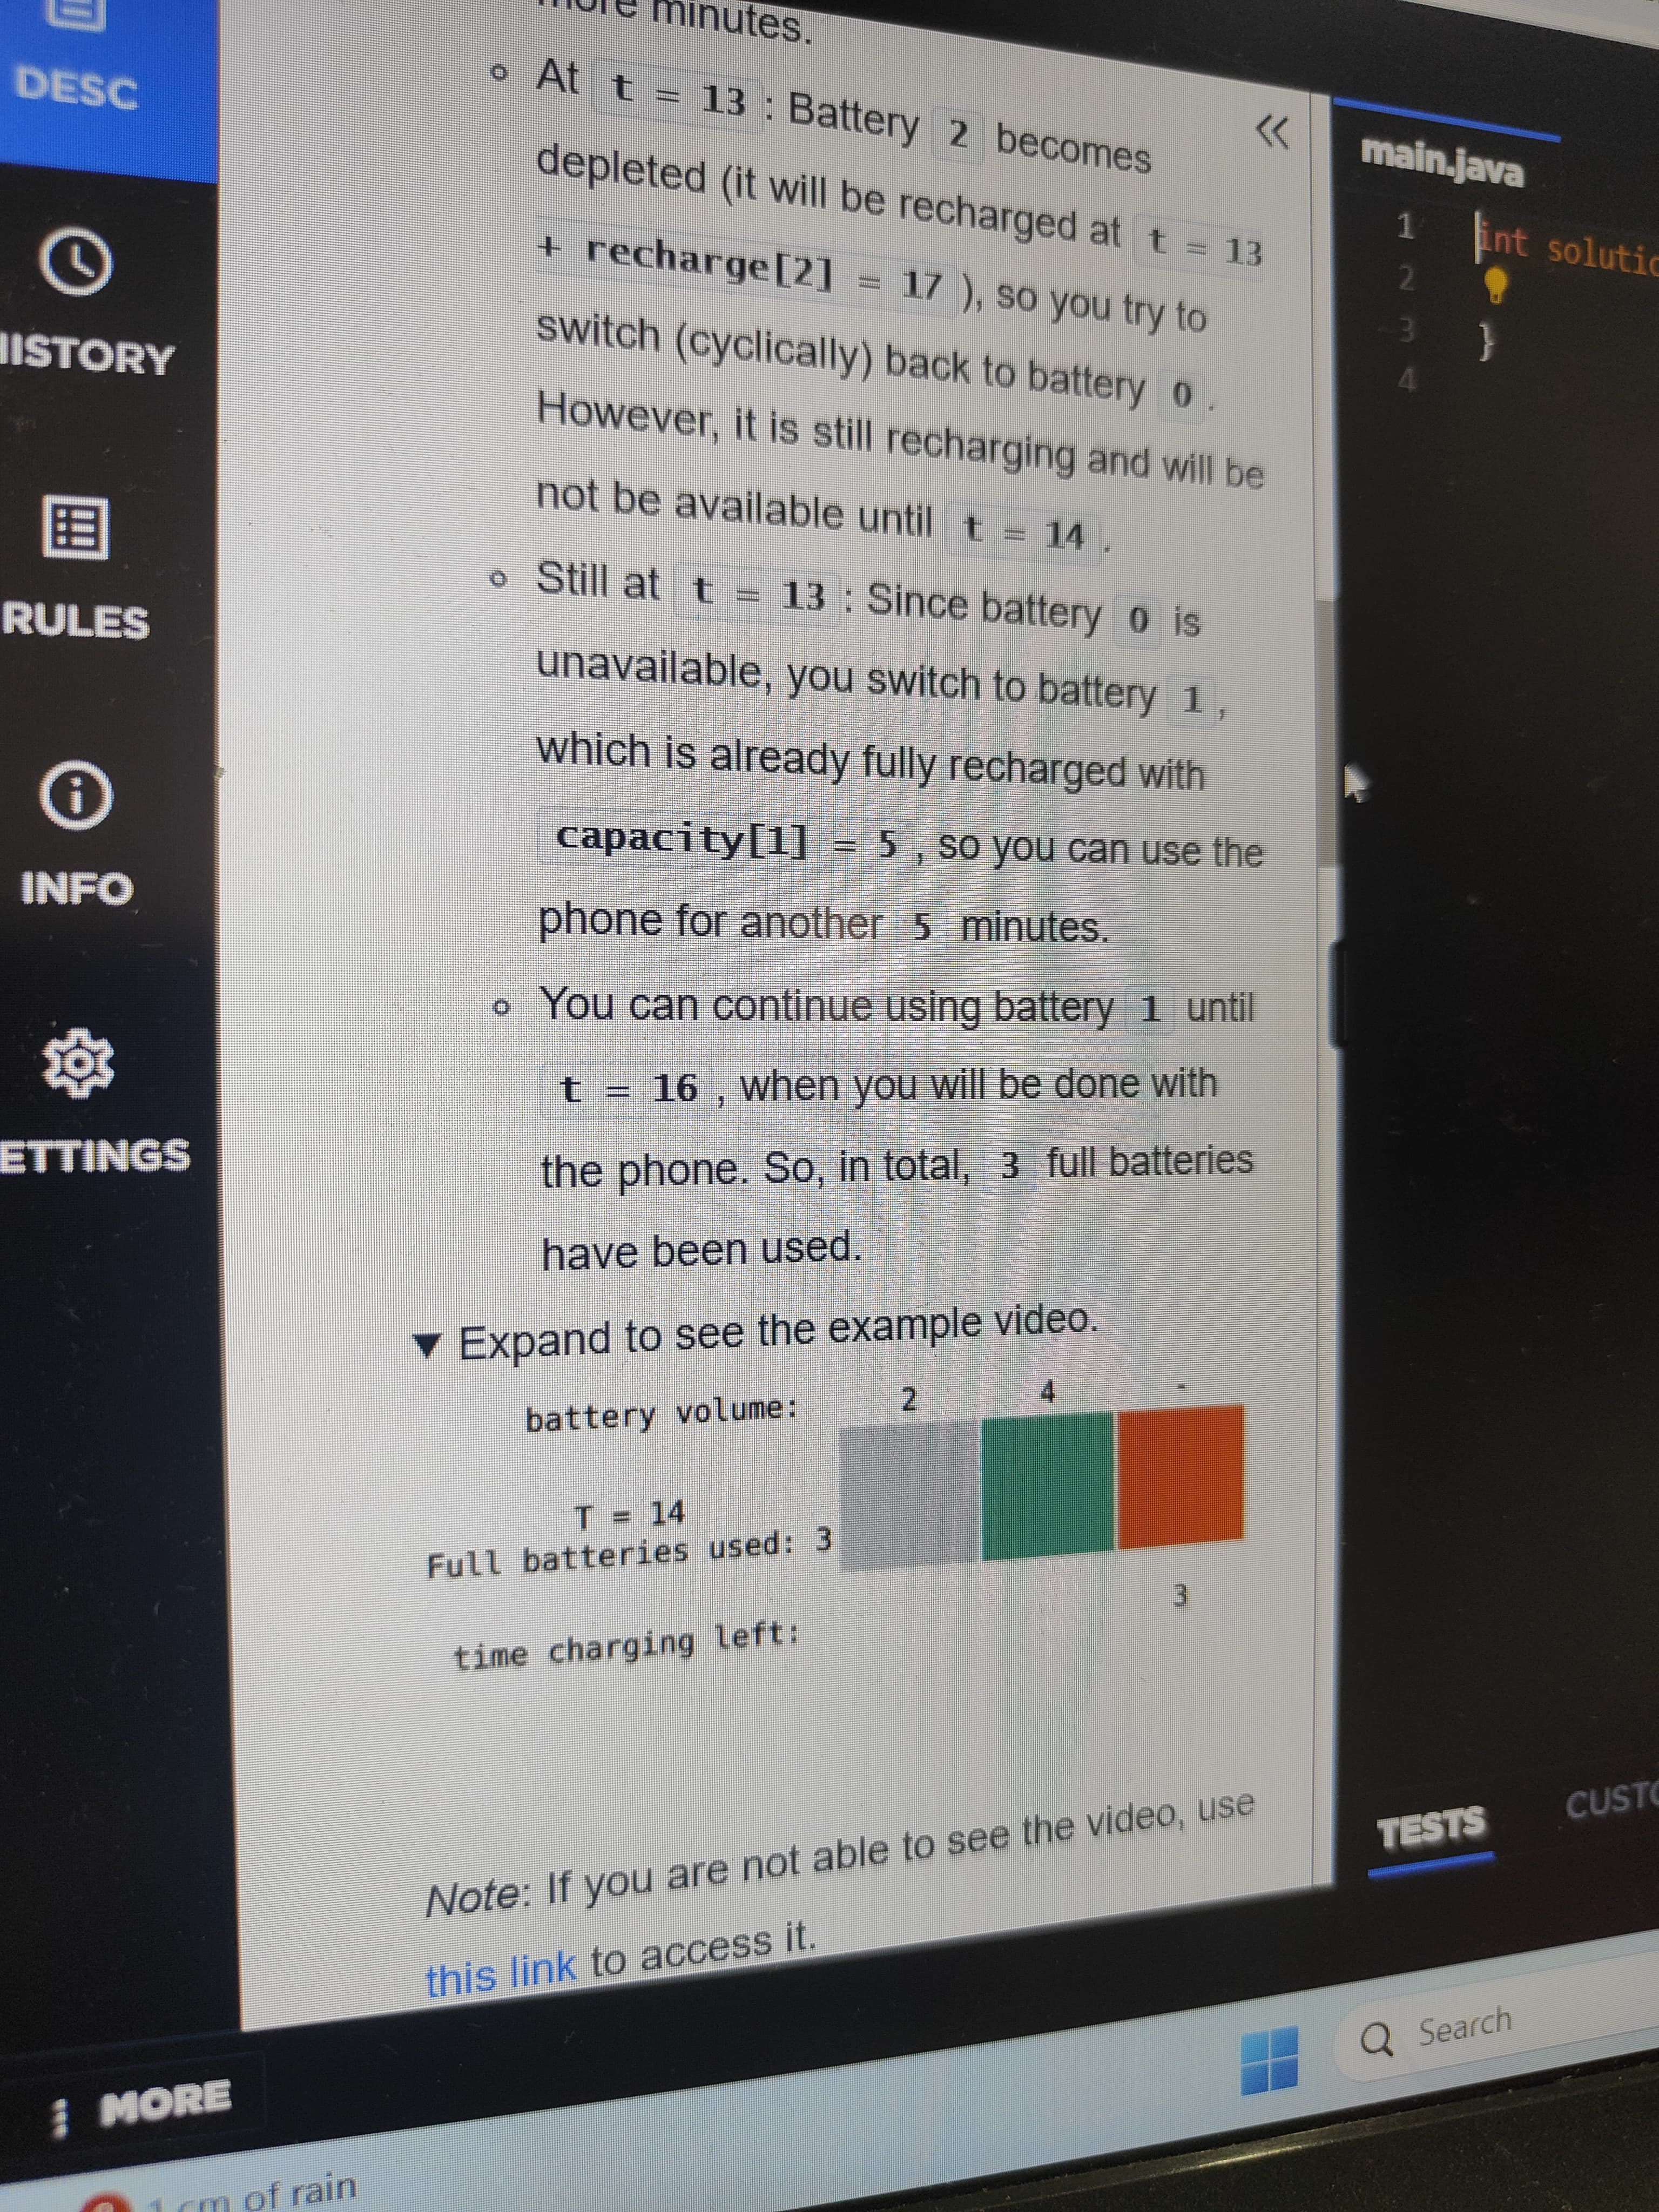 more minutes.
At t = 13 : Battery 2 becomes
depleted (it will be recharged at t = 13
+ recharge[2] = 17 ), so you try to
switch (cyclically) back to battery 0 .
However, it is still recharging and will be
not be available until t = 14 .
Still at t = 13 : Since battery 0 is
unavailable, you switch to battery 1 ,
which is already fully recharged with
capacity[1] = 5 , so you can use the
phone for another 5 minutes.
You can continue using battery 1 until
t = 16 , when you will be done with
the phone. So, in total, 3 full batteries
have been used.
▼ Expand to see the example video.
battery volume: 2 4 -
T = 14
Full batteries used: 3
3
time charging left:
Note: If you are not able to see the video, use
this link to access it.
DESC
HISTORY
RULES
INFO
ETTINGS
MORE
main.java
1 int solutio
2
3 }
4
TESTS
CUSTO
Search
1 cm of rain